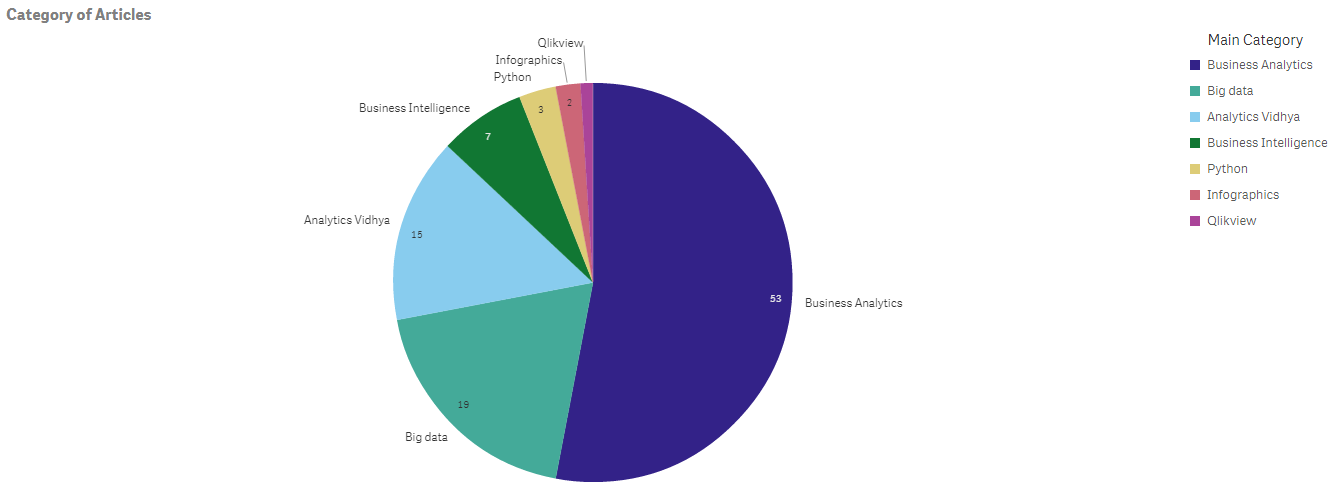 Category of Articles
Qlikview
Infographics
Python
Business Intelligence
3
2
7
Analytics Vidhya
15
53
Business Analytics
19
Big data
Main Category
Business Analytics
Big data
Analytics Vidhya
Business Intelligence
Python
Infographics
Qlikview